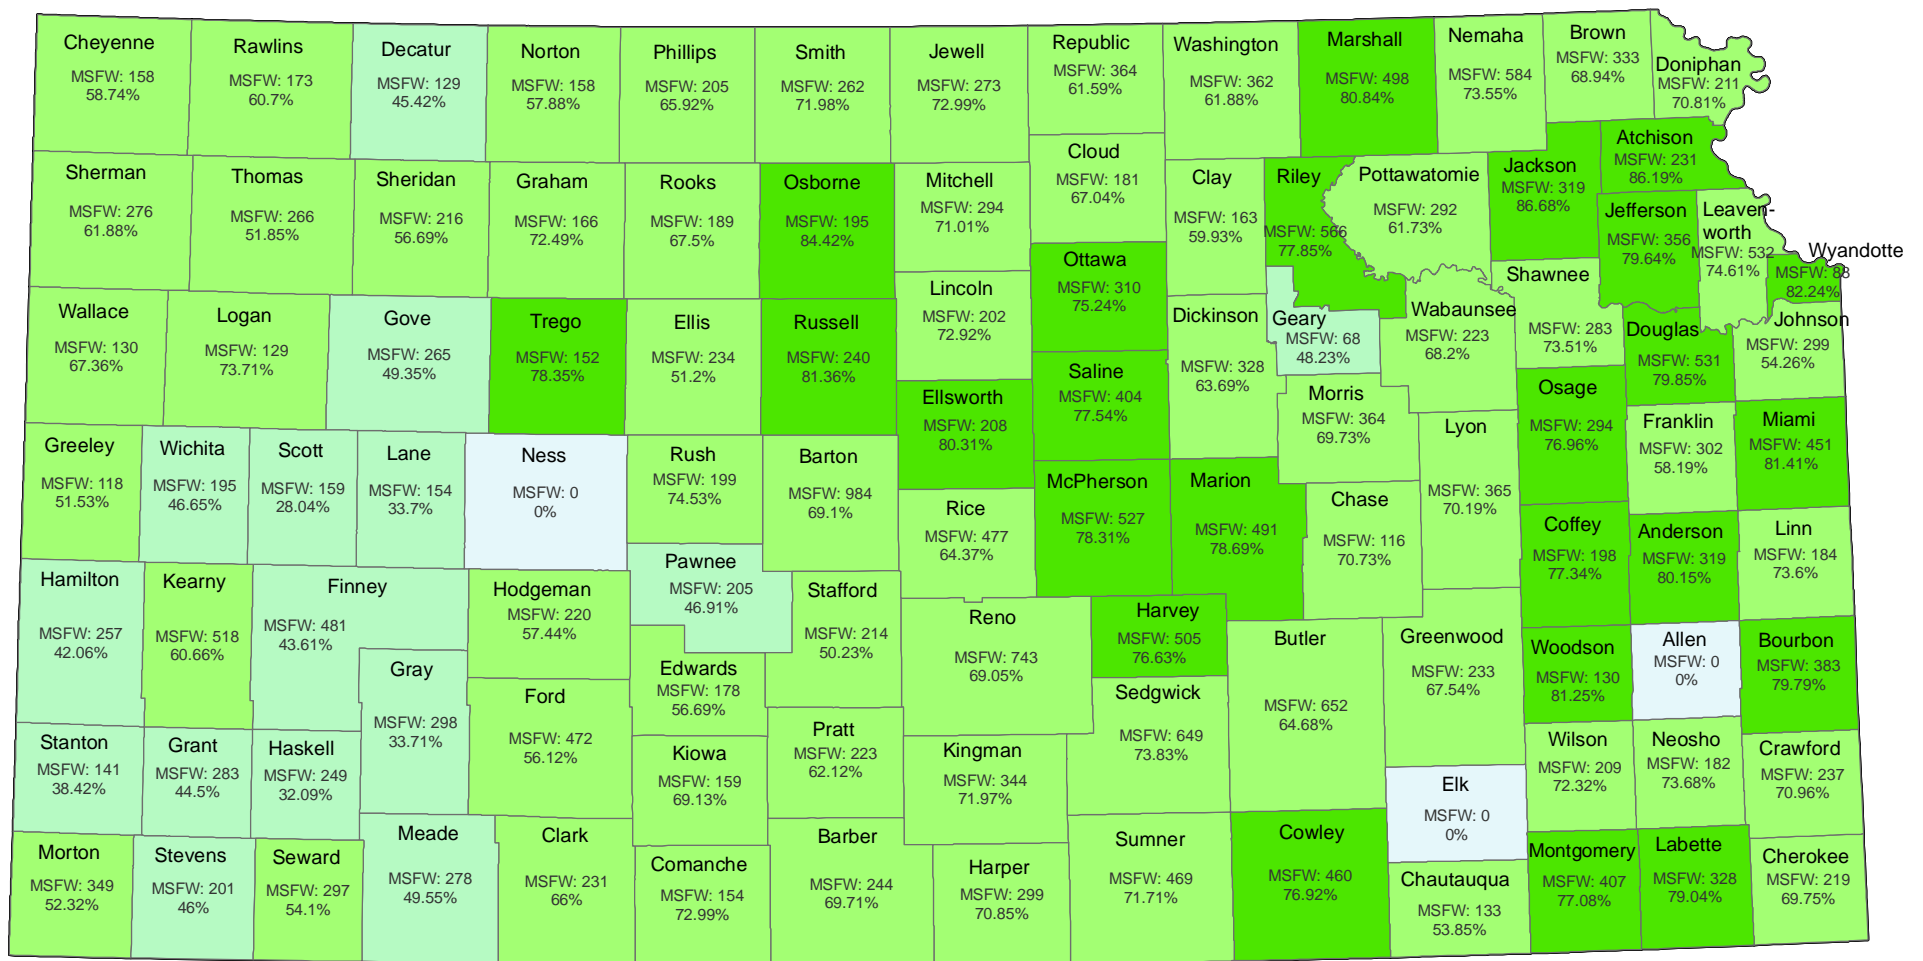 Cheyenne
MSFW: 158
58.74%
Rawlins
MSFW: 173
60.7%
Decatur
MSFW: 129
45.42%
Norton
MSFW: 158
57.88%
Phillips
MSFW: 205
65.92%
Smith
MSFW: 262
71.98%
Jewell
MSFW: 273
72.99%
Republic
MSFW: 364
61.59%
Washington
MSFW: 362
61.88%
Marshall
MSFW: 498
80.84%
Nemaha
MSFW: 584
73.55%
Brown
MSFW: 333
68.94%
Doniphan
MSFW: 211
70.81%
Atchison
MSFW: 231
86.19%
Sherman
MSFW: 276
61.88%
Thomas
MSFW: 266
51.85%
Sheridan
MSFW: 216
56.69%
Graham
MSFW: 166
72.49%
Rooks
MSFW: 189
67.5%
Osborne
MSFW: 195
84.42%
Mitchell
MSFW: 294
71.01%
Cloud
MSFW: 181
67.04%
Clay
MSFW: 163
59.93%
Riley
MSFW: 566
77.85%
Pottawatomie
MSFW: 292
61.73%
Jackson
MSFW: 319
86.68%
Jefferson
MSFW: 356
79.64%
Leaven-
worth
MSFW: 532
74.61%
Wyandotte
MSFW: 88
82.24%
Wallace
MSFW: 130
67.36%
Logan
MSFW: 129
73.71%
Gove
MSFW: 265
49.35%
Trego
MSFW: 152
78.35%
Ellis
MSFW: 234
51.2%
Russell
MSFW: 240
81.36%
Lincoln
MSFW: 202
72.92%
Ottawa
MSFW: 310
75.24%
Saline
MSFW: 404
77.54%
Dickinson
MSFW: 328
63.69%
Geary
MSFW: 68
48.23%
Wabaunsee
MSFW: 223
68.2%
Shawnee
MSFW: 283
73.51%
Douglas
MSFW: 531
79.85%
Johnson
MSFW: 299
54.26%
Ellsworth
MSFW: 208
80.31%
Morris
MSFW: 364
69.73%
Osage
MSFW: 294
76.96%
Franklin
MSFW: 302
58.19%
Miami
MSFW: 451
81.41%
Greeley
MSFW: 118
51.53%
Wichita
MSFW: 195
46.65%
Scott
MSFW: 159
28.04%
Lane
MSFW: 154
33.7%
Ness
MSFW: 0
0%
Rush
MSFW: 199
74.53%
Barton
MSFW: 984
69.1%
Rice
MSFW: 477
64.37%
McPherson
MSFW: 527
78.31%
Marion
MSFW: 491
78.69%
Chase
MSFW: 116
70.73%
Lyon
MSFW: 365
70.19%
Coffey
MSFW: 198
77.34%
Anderson
MSFW: 319
80.15%
Linn
MSFW: 184
73.6%
Hamilton
MSFW: 257
42.06%
Kearny
MSFW: 518
60.66%
Finney
MSFW: 481
43.61%
Hodgeman
MSFW: 220
57.44%
Pawnee
MSFW: 205
46.91%
Stafford
MSFW: 214
50.23%
Reno
MSFW: 743
69.05%
Harvey
MSFW: 505
76.63%
Butler
MSFW: 652
64.68%
Greenwood
MSFW: 233
67.54%
Woodson
MSFW: 130
81.25%
Allen
MSFW: 0
0%
Bourbon
MSFW: 383
79.79%
Gray
MSFW: 298
33.71%
Ford
MSFW: 472
56.12%
Edwards
MSFW: 178
56.69%
Sedgwick
MSFW: 649
73.83%
Stanton
MSFW: 141
38.42%
Grant
MSFW: 283
44.5%
Haskell
MSFW: 249
32.09%
Kiowa
MSFW: 159
69.13%
Pratt
MSFW: 223
62.12%
Kingman
MSFW: 344
71.97%
Elk
MSFW: 0
0%
Wilson
MSFW: 209
72.32%
Neosho
MSFW: 182
73.68%
Crawford
MSFW: 237
70.96%
Morton
MSFW: 349
52.32%
Stevens
MSFW: 201
46%
Seward
MSFW: 297
54.1%
Meade
MSFW: 278
49.55%
Clark
MSFW: 231
66%
Comanche
MSFW: 154
72.99%
Barber
MSFW: 244
69.71%
Harper
MSFW: 299
70.85%
Sumner
MSFW: 469
71.71%
Cowley
MSFW: 460
76.92%
Chautauqua
MSFW: 133
53.85%
Montgomery
MSFW: 407
77.08%
Labette
MSFW: 328
79.04%
Cherokee
MSFW: 219
69.75%